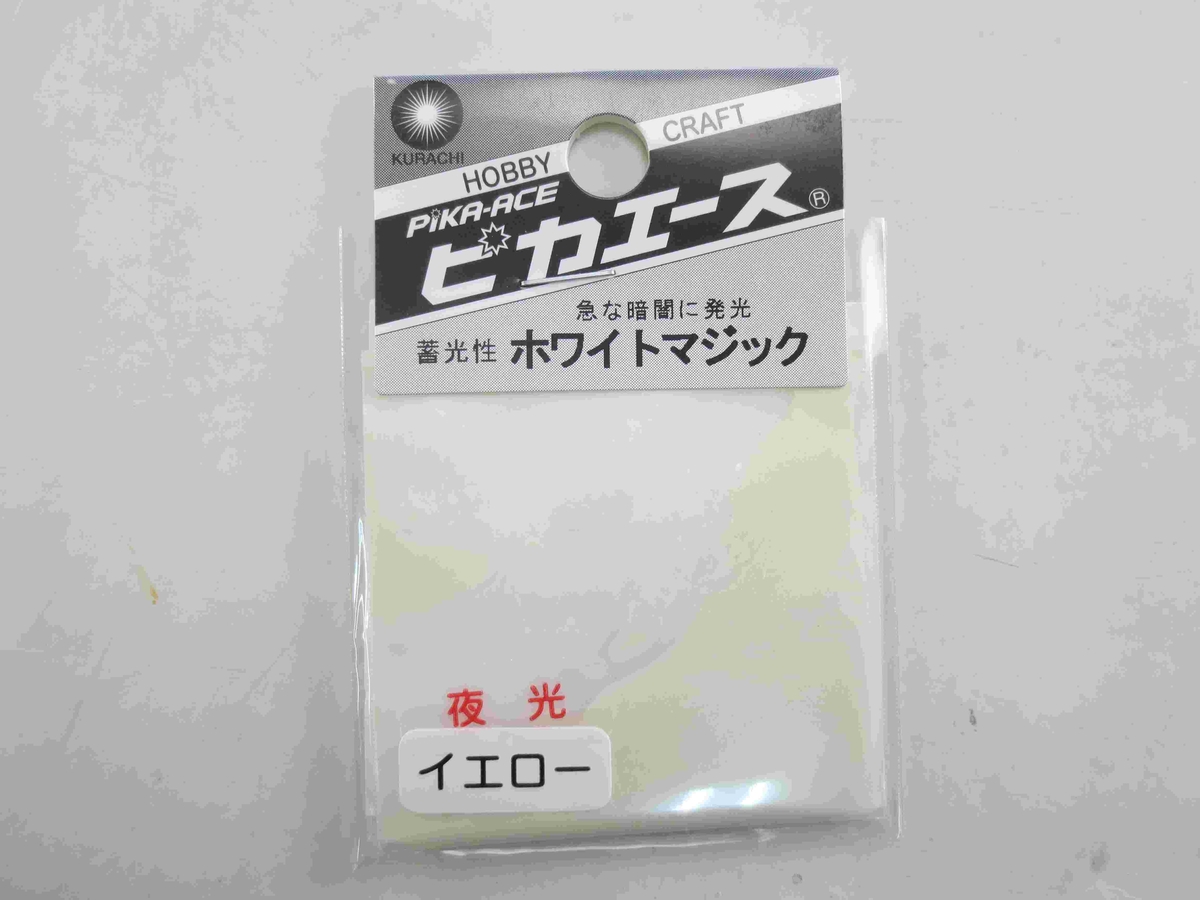 KURACHI
HOBBY CRAFT
PiKA-ACE
ピカエース®
急な暗闇に発光
蓄光性 ホワイトマジック
夜 光
イエロー